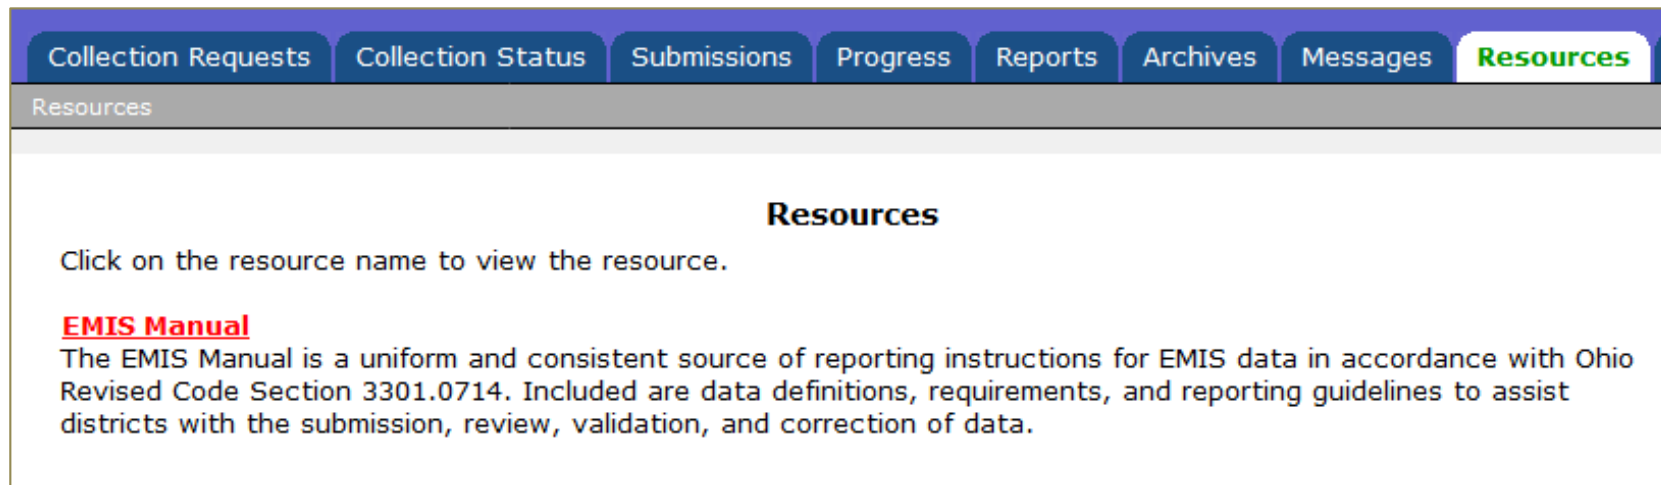 Collection Requests Collection Status Submissions Progress Reports Archives Messages Resources
Resources
Resources
Click on the resource name to view the resource.
EMIS Manual
The EMIS Manual is a uniform and consistent source of reporting instructions for EMIS data in accordance with Ohio
Revised Code Section 3301.0714. Included are data definitions, requirements, and reporting guidelines to assist
districts with the submission, review, validation, and correction of data.